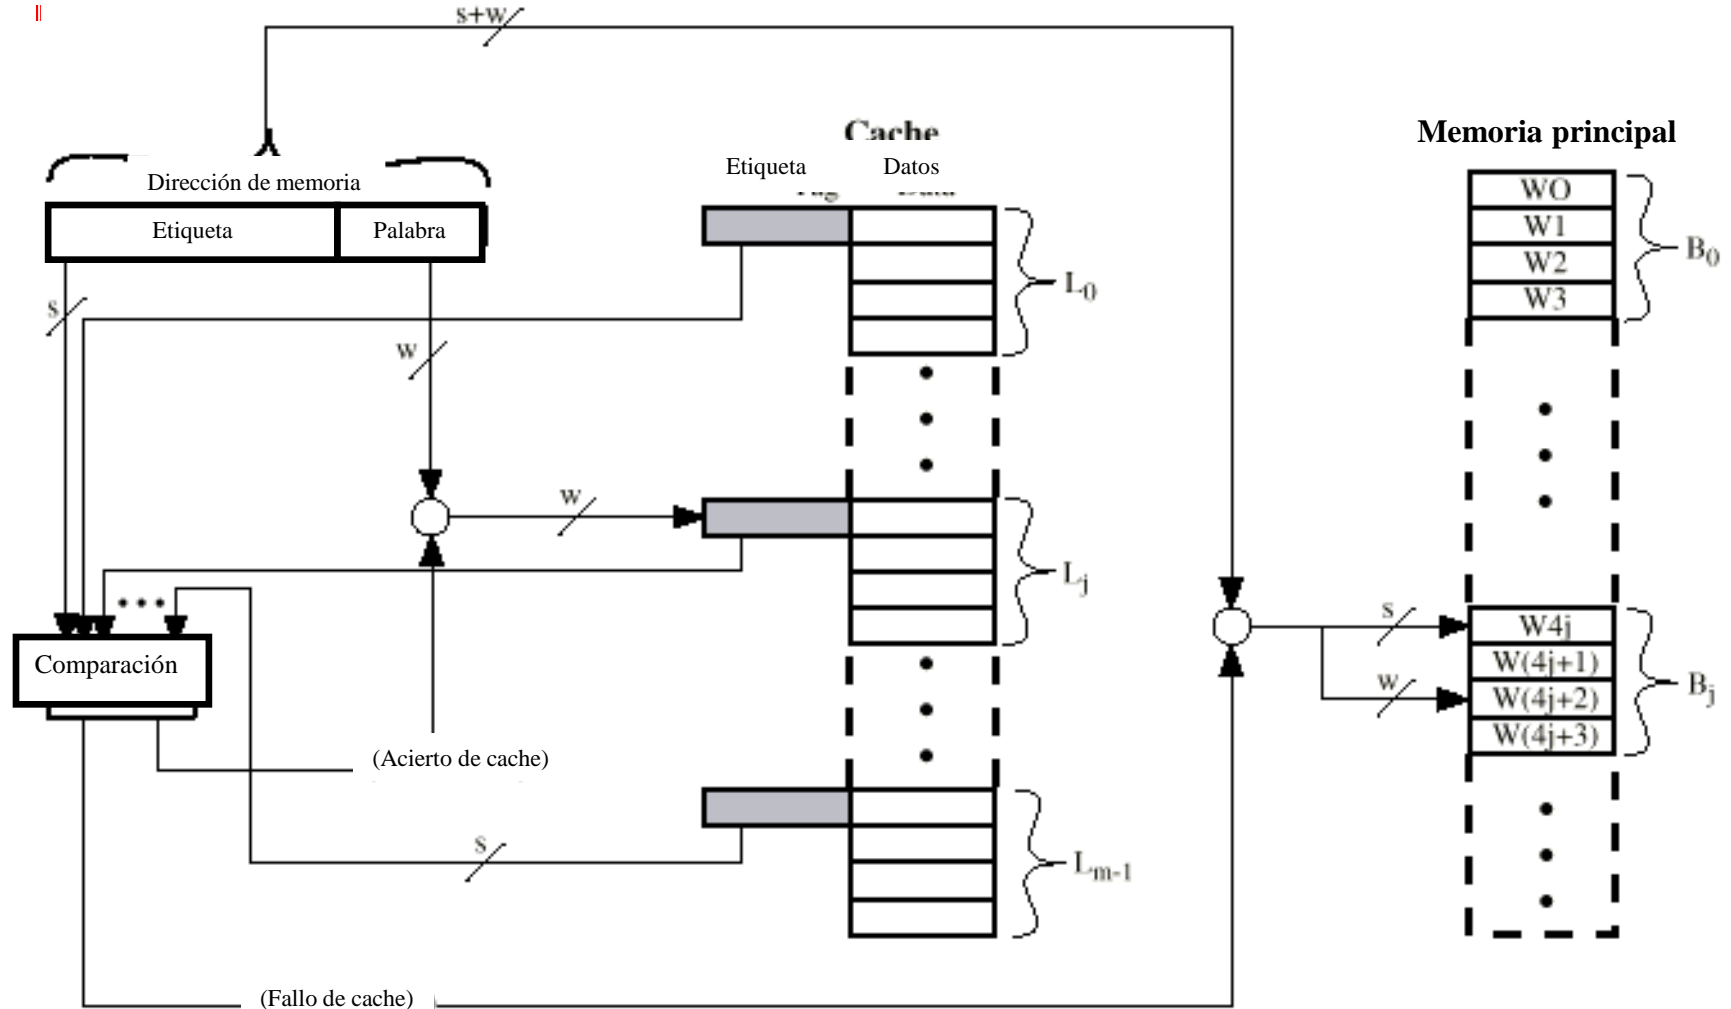 s+w
Cache
Memoria principal
Dirección de memoria
Etiqueta
Palabra
Etiqueta
Datos
s
w
L0
WO
W1
W2
W3
B0
w
Lj
Comparación
s
w
W4j
W(4j+1)
W(4j+2)
W(4j+3)
Bj
(Acierto de cache)
s
Lm-1
(Fallo de cache)